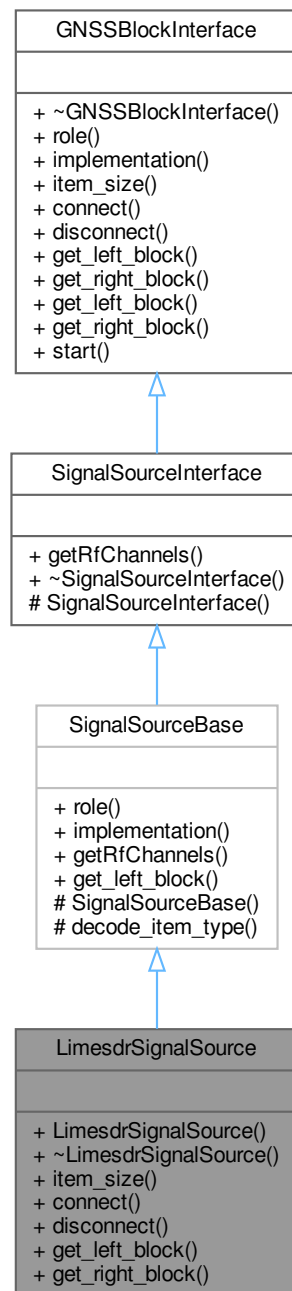 GNSSBlockInterface
+ ~GNSSBlockInterface()
+ role()
+ implementation()
+ item_size()
+ connect()
+ disconnect()
+ get_left_block()
+ get_right_block()
+ get_left_block()
+ get_right_block()
+ start()
SignalSourceInterface
+ getRfChannels()
+ ~SignalSourceInterface()
# SignalSourceInterface()
SignalSourceBase
+ role()
+ implementation()
+ getRfChannels()
+ get_left_block()
# SignalSourceBase()
# decode_item_type()
LimesdrSignalSource
+ LimesdrSignalSource()
+ ~LimesdrSignalSource()
+ item_size()
+ connect()
+ disconnect()
+ get_left_block()
+ get_right_block()